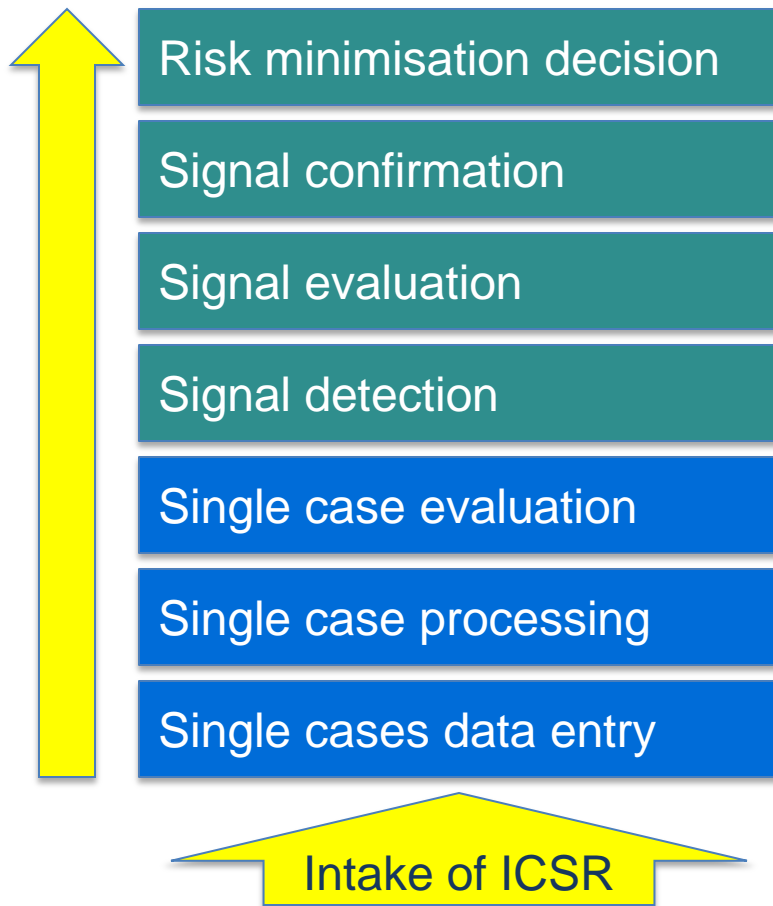 Risk minimisation decision
Signal confirmation
Signal evaluation
Signal detection
Single case evaluation
Single case processing
Single cases data entry
Intake of ICSR